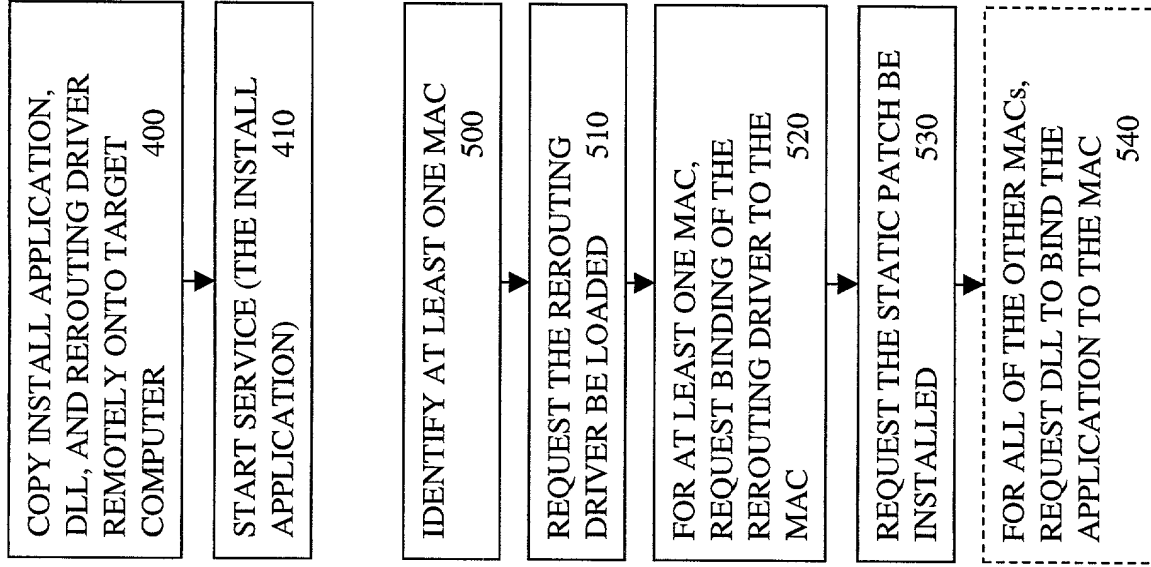 COPY INSTALL APPLICATION,
DLL, AND REROUTING DRIVER
REMOTELY ONTO TARGET
COMPUTER 400
START SERVICE (THE INSTALL
APPLICATION) 410
IDENTIFY AT LEAST ONE MAC
500
REQUEST THE REROUTING
DRIVER BE LOADED 510
FOR AT LEAST ONE MAC,
REQUEST BINDING OF THE
REROUTING DRIVER TO THE
MAC 520
REQUEST THE STATIC PATCH BE
INSTALLED 530
FOR ALL OF THE OTHER MACs,
REQUEST DLL TO BIND THE
APPLICATION TO THE MAC
540